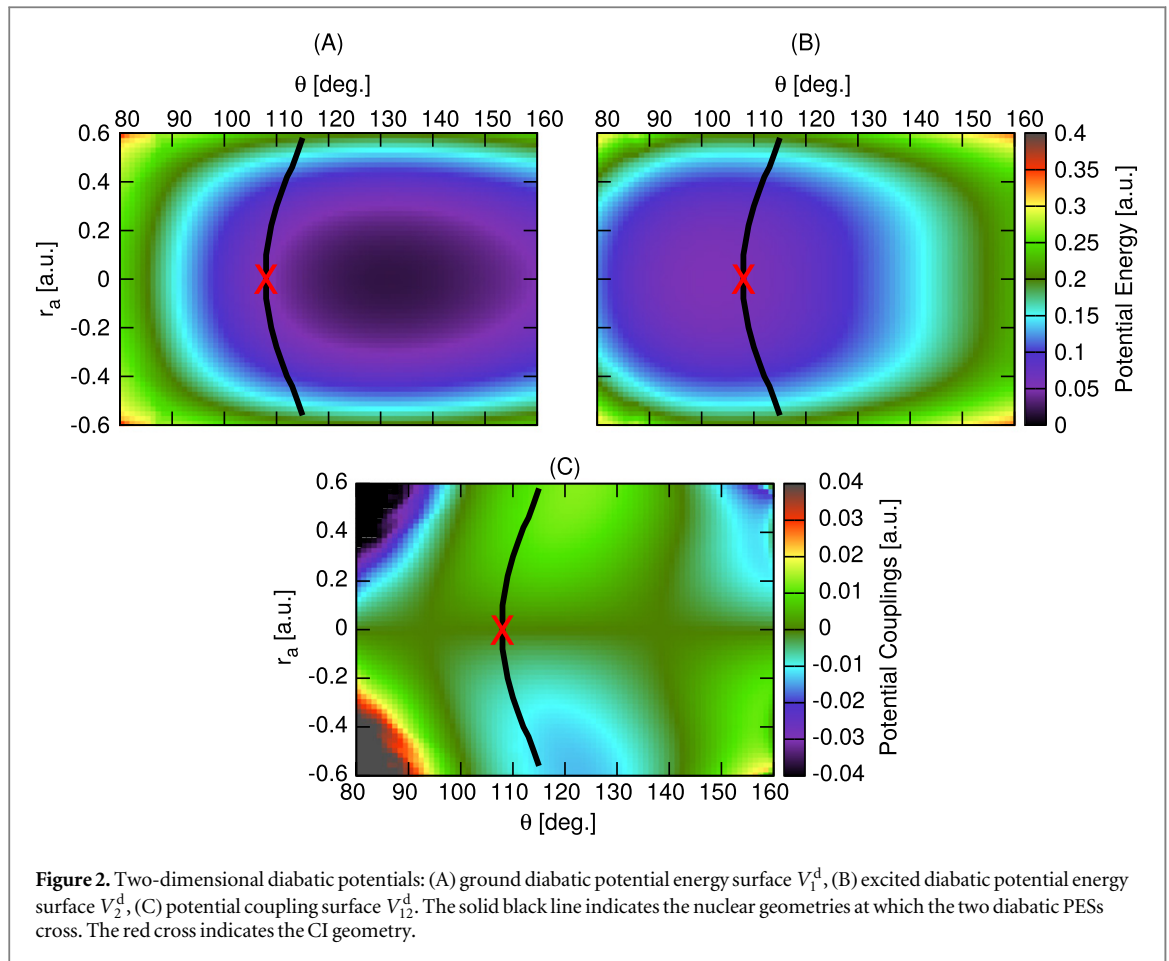 (A) (B)
θ [deg.] θ [deg.]
80 90 100 110 120 130 140 150 160 80 90 100 110 120 130 140 150 160
0.6 0.4
0.4 0.35
0.2 0.3
0 0.25
-0.2 0.2
-0.4 0.15
-0.6 0.1
0.05
0
r_a [a.u.] Potential Energy [a.u.]
X X
(C)
0.6 0.04
0.4 0.03
0.2 0.02
0 0.01
-0.2 0
-0.4 -0.01
-0.6 -0.02
-0.03
-0.04
r_a [a.u.] Potential Couplings [a.u.]
X
80 90 100 110 120 130 140 150 160
θ [deg.]
Figure 2. Two-dimensional diabatic potentials: (A) ground diabatic potential energy surface V_1^d, (B) excited diabatic potential energy
surface V_2^d, (C) potential coupling surface V_12^d. The solid black line indicates the nuclear geometries at which the two diabatic PESs
cross. The red cross indicates the CI geometry.